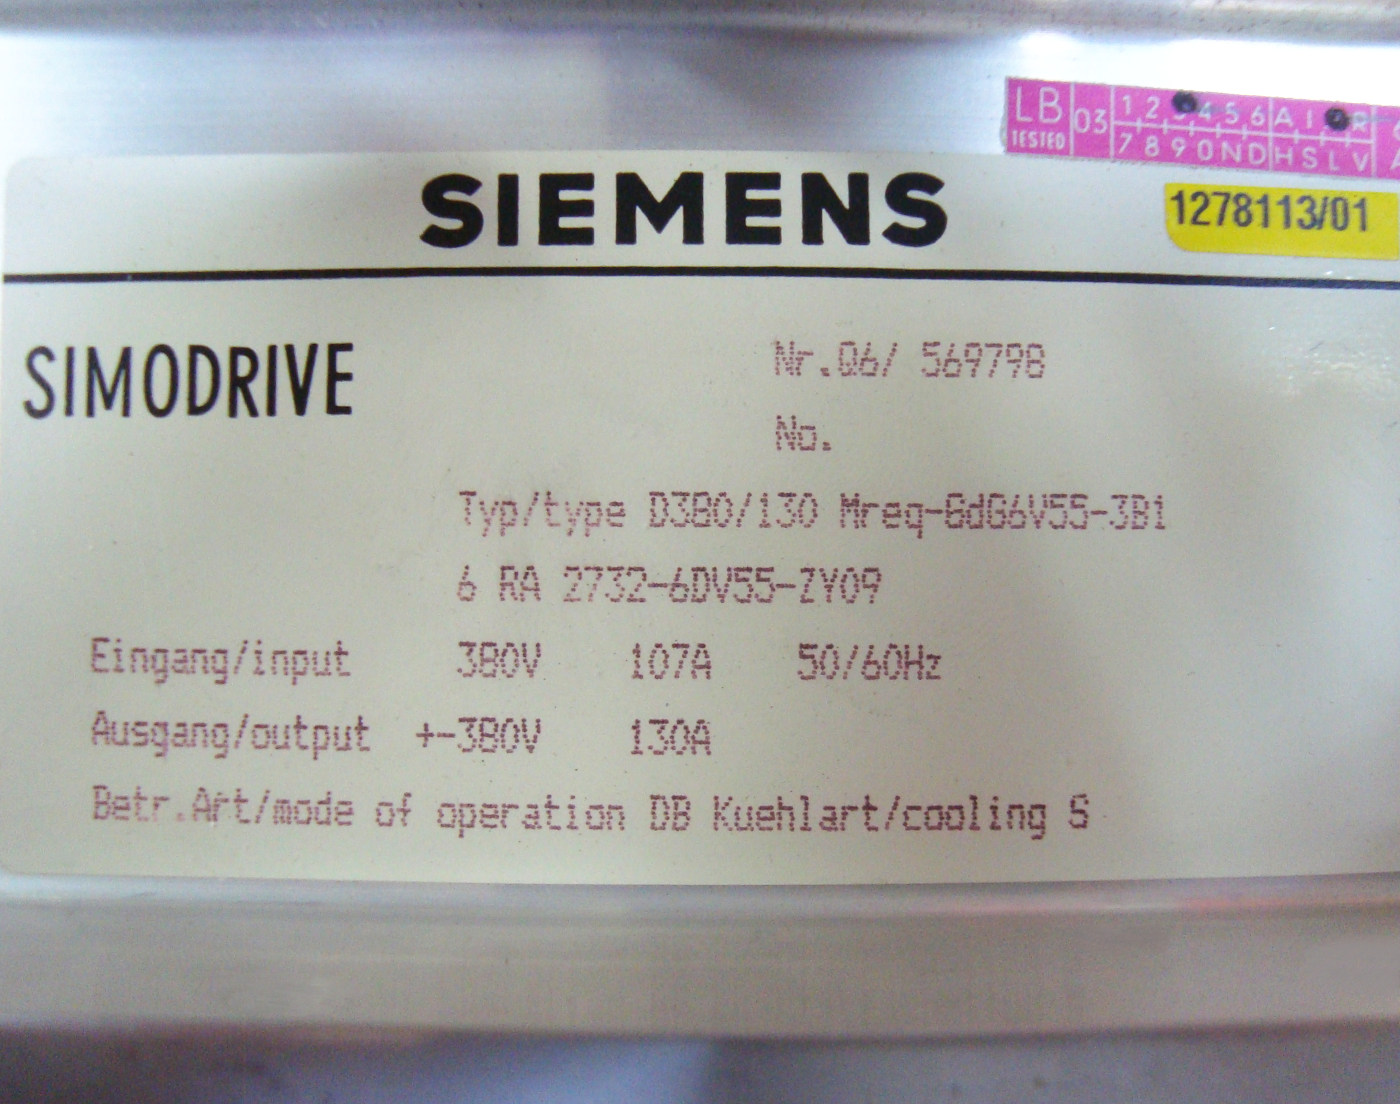 LB 03 1 2 3 4 5 6 A I R
TESTED 7 8 9 0 N D H S L V
SIEMENS
1278113/01
SIMODRIVE
Nr.Q6/ 569798
No.
Typ/type D380/130 Mreq-GdG6V55-3B1
6 RA 2732-6DV55-ZY09
Eingang/input 380V 107A 50/60Hz
Ausgang/output +-380V 130A
Betr.Art/mode of operation DB Kuehlart/cooling S